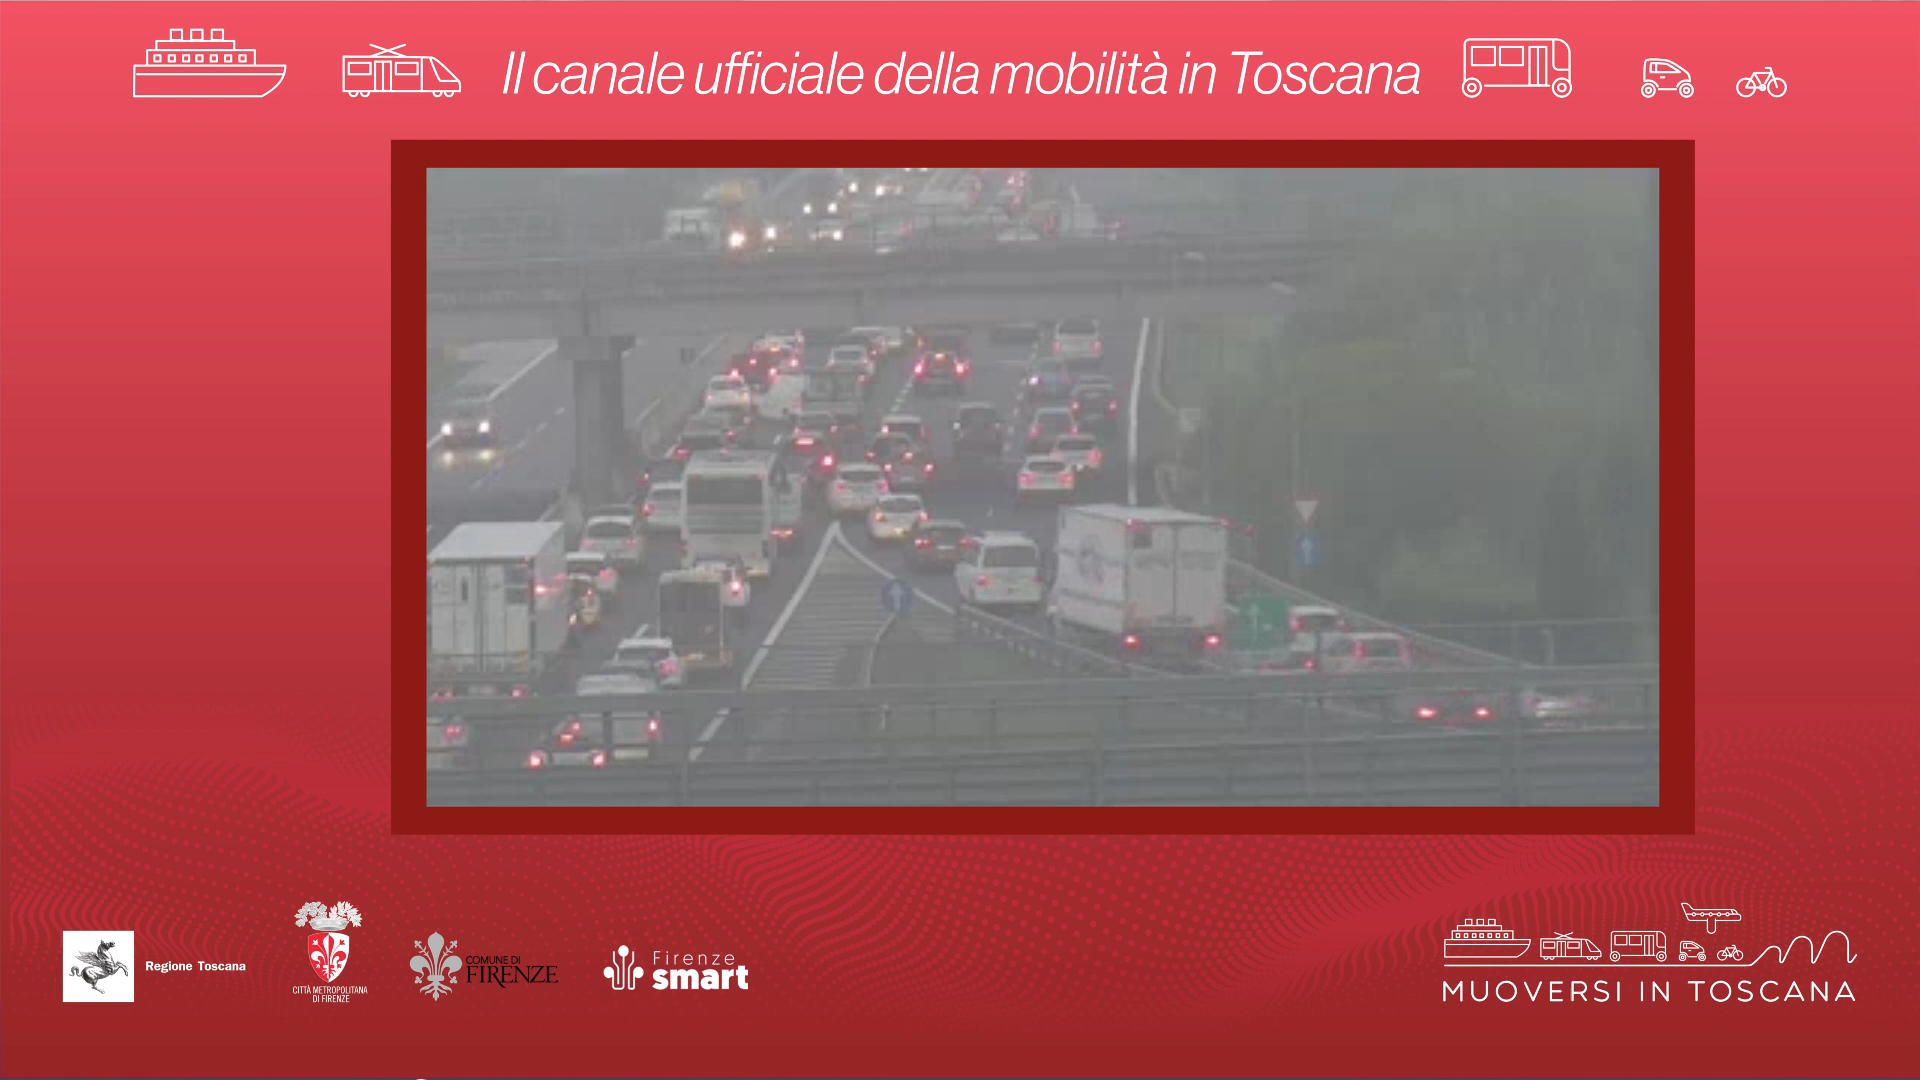 Il canale ufficiale della mobilità in Toscana
Regione Toscana
CITTÀ METROPOLITANA
DI FIRENZE
COMUNE DI
FIRENZE
Firenze
smart
MUOVERSI IN TOSCANA